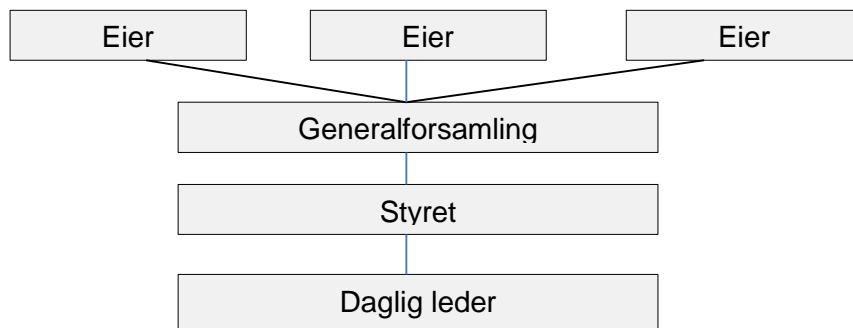 Eier
Eier
Eier
Generalforsamling
Styret
Daglig leder